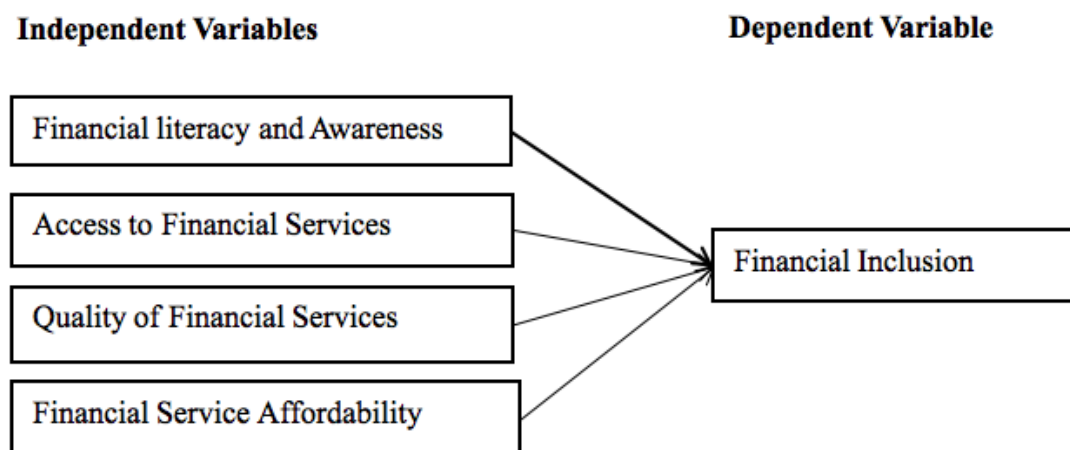 Independent Variables
Dependent Variable
Financial literacy and Awareness
Access to Financial Services
Quality of Financial Services
Financial Service Affordability
Financial Inclusion